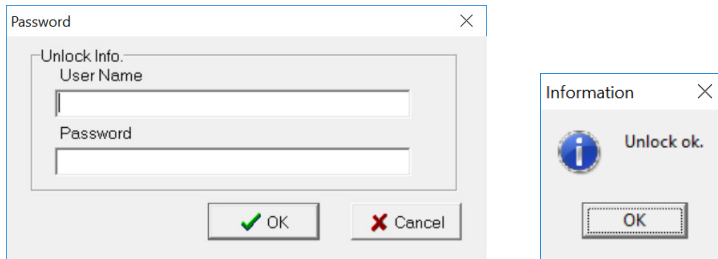 Password
Unlock Info.
User Name
Password
OK
Cancel
Information
Unlock ok.
OK